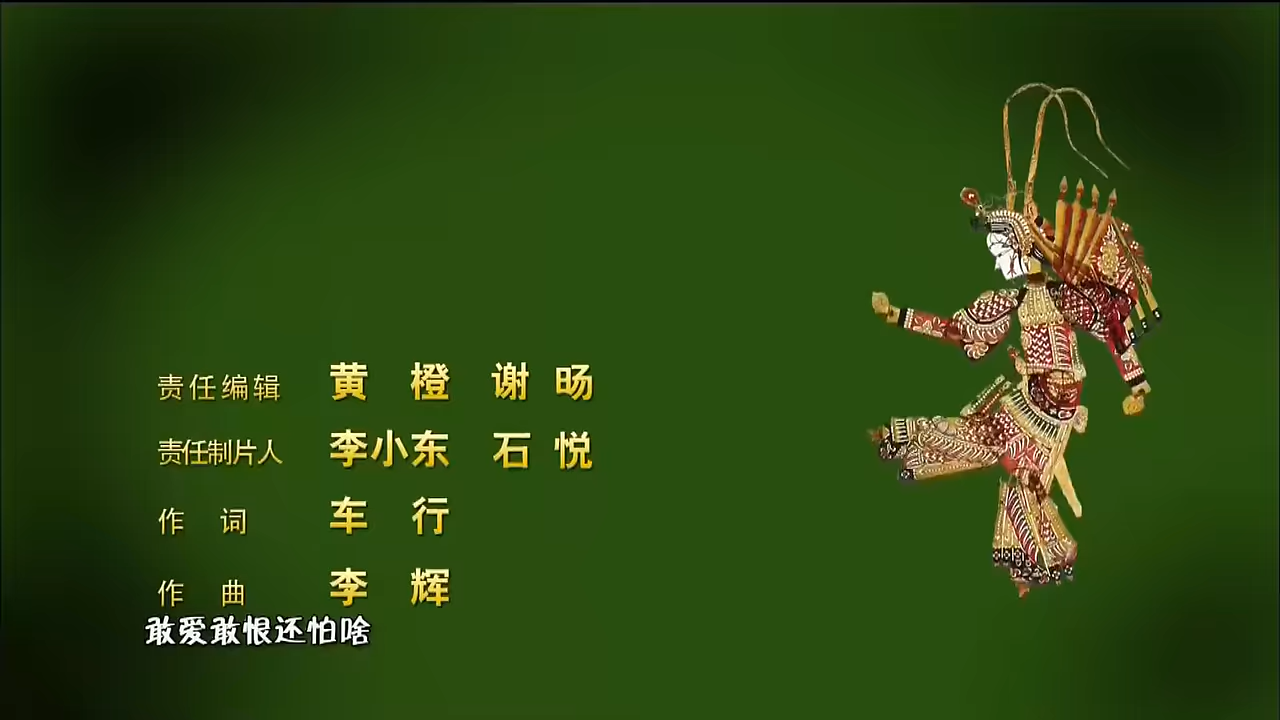 责任编辑 黄 橙 谢 旸
责任制片人 李小东 石 悦
作 词 车 行
作 曲 李 辉
敢爱敢恨还怕啥